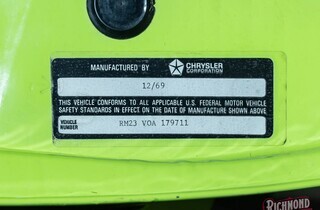 MANUFACTURED BY CHRYSLER CORPORATION
12/69
THIS VEHICLE CONFORMS TO ALL APPLICABLE U.S. FEDERAL MOTOR VEHICLE
SAFETY STANDARDS IN EFFECT ON THE DATE OF MANUFACTURE SHOWN ABOVE
VEHICLE NUMBER RM23 VOA 179711
RICHMOND